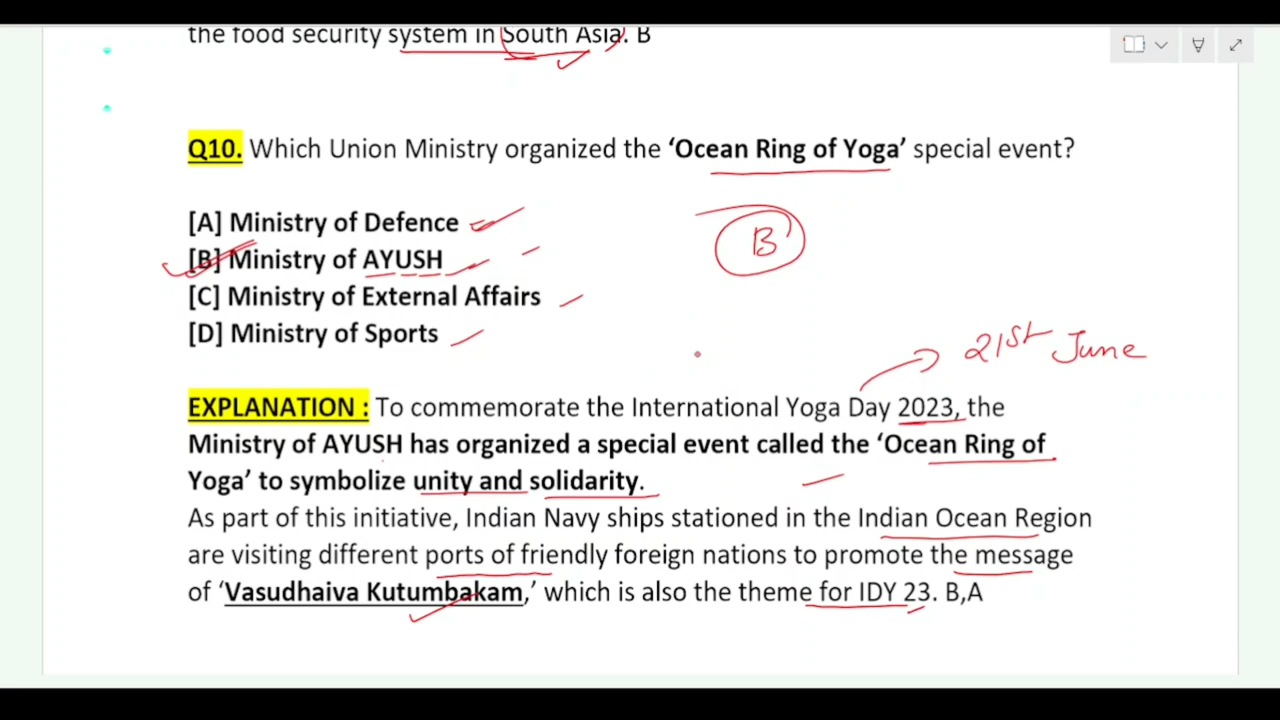 the food security system in South Asia. B
Q10. Which Union Ministry organized the ‘Ocean Ring of Yoga’ special event?
[A] Ministry of Defence
[B] Ministry of AYUSH
B
[C] Ministry of External Affairs
[D] Ministry of Sports
21st June
EXPLANATION : To commemorate the International Yoga Day 2023, the
Ministry of AYUSH has organized a special event called the ‘Ocean Ring of
Yoga’ to symbolize unity and solidarity.
As part of this initiative, Indian Navy ships stationed in the Indian Ocean Region
are visiting different ports of friendly foreign nations to promote the message
of ‘Vasudhaiva Kutumbakam,’ which is also the theme for IDY 23. B,A